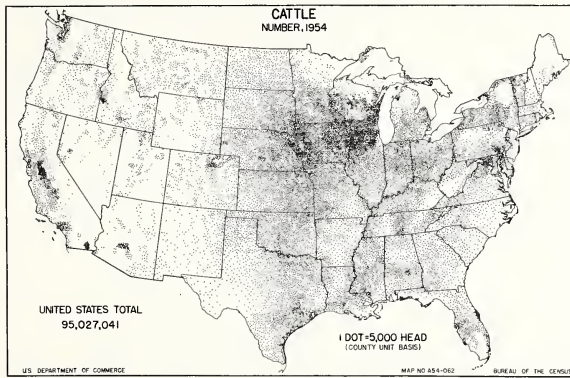 CATTLE
NUMBER, 1954
UNITED STATES TOTAL
95,027,041
1 DOT=5,000 HEAD
(COUNTY UNIT BASIS)
U.S. DEPARTMENT OF COMMERCE
MAP NO A54-062
BUREAU OF THE CENSUS